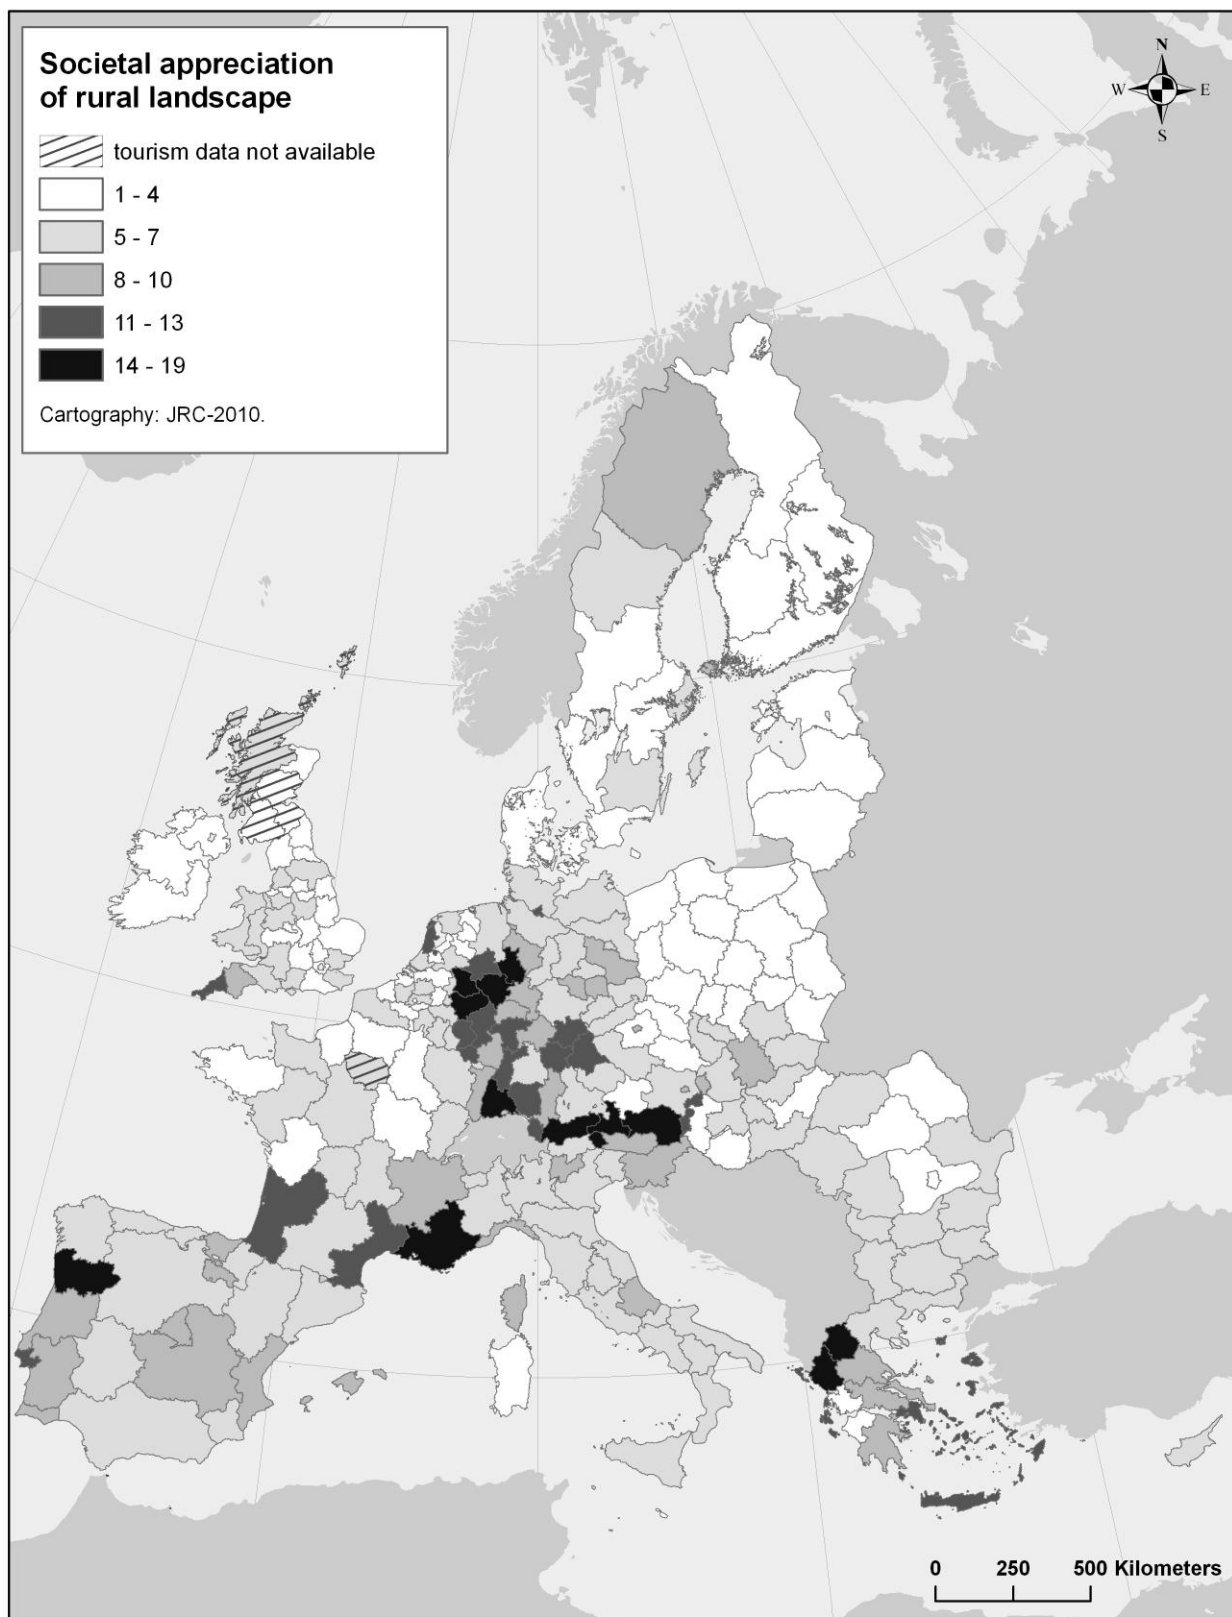 Societal appreciation
of rural landscape
tourism data not available
1 - 4
5 - 7
8 - 10
11 - 13
14 - 19
Cartography: JRC-2010.
N
W E
S
0 250 500 Kilometers